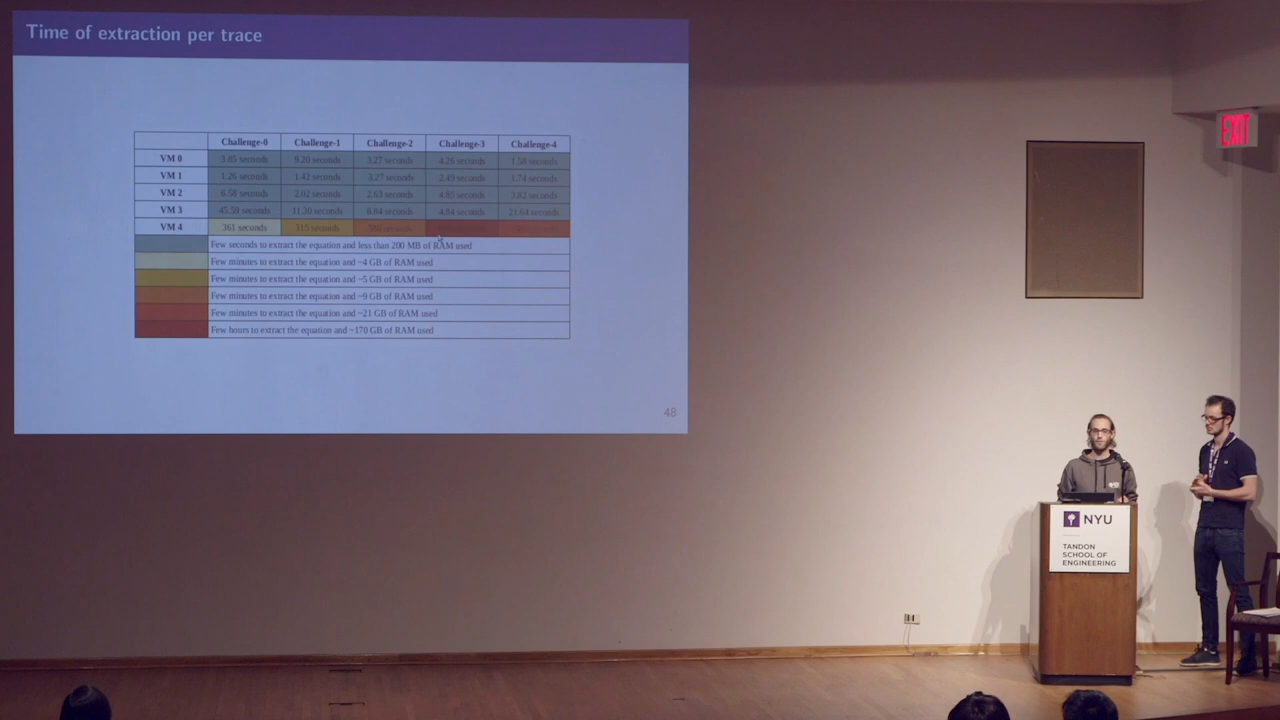 Time of extraction per trace
Challenge-0 Challenge-1 Challenge-2 Challenge-3 Challenge-4
VM 0 3.85 seconds 9.20 seconds 3.27 seconds 4.26 seconds 1.58 seconds
VM 1 1.26 seconds 1.42 seconds 3.27 seconds 2.49 seconds 1.74 seconds
VM 2 6.58 seconds 2.02 seconds 2.63 seconds 4.85 seconds 3.82 seconds
VM 3 45.59 seconds 11.30 seconds 8.84 seconds 4.84 seconds 21.64 seconds
VM 4 361 seconds 315 seconds seconds
Few seconds to extract the equation and less than 200 MB of RAM used
Few minutes to extract the equation and ~4 GB of RAM used
Few minutes to extract the equation and ~5 GB of RAM used
Few minutes to extract the equation and ~9 GB of RAM used
Few minutes to extract the equation and ~21 GB of RAM used
Few hours to extract the equation and ~170 GB of RAM used
48
EXIT
NYU
TANDON
SCHOOL OF
ENGINEERING